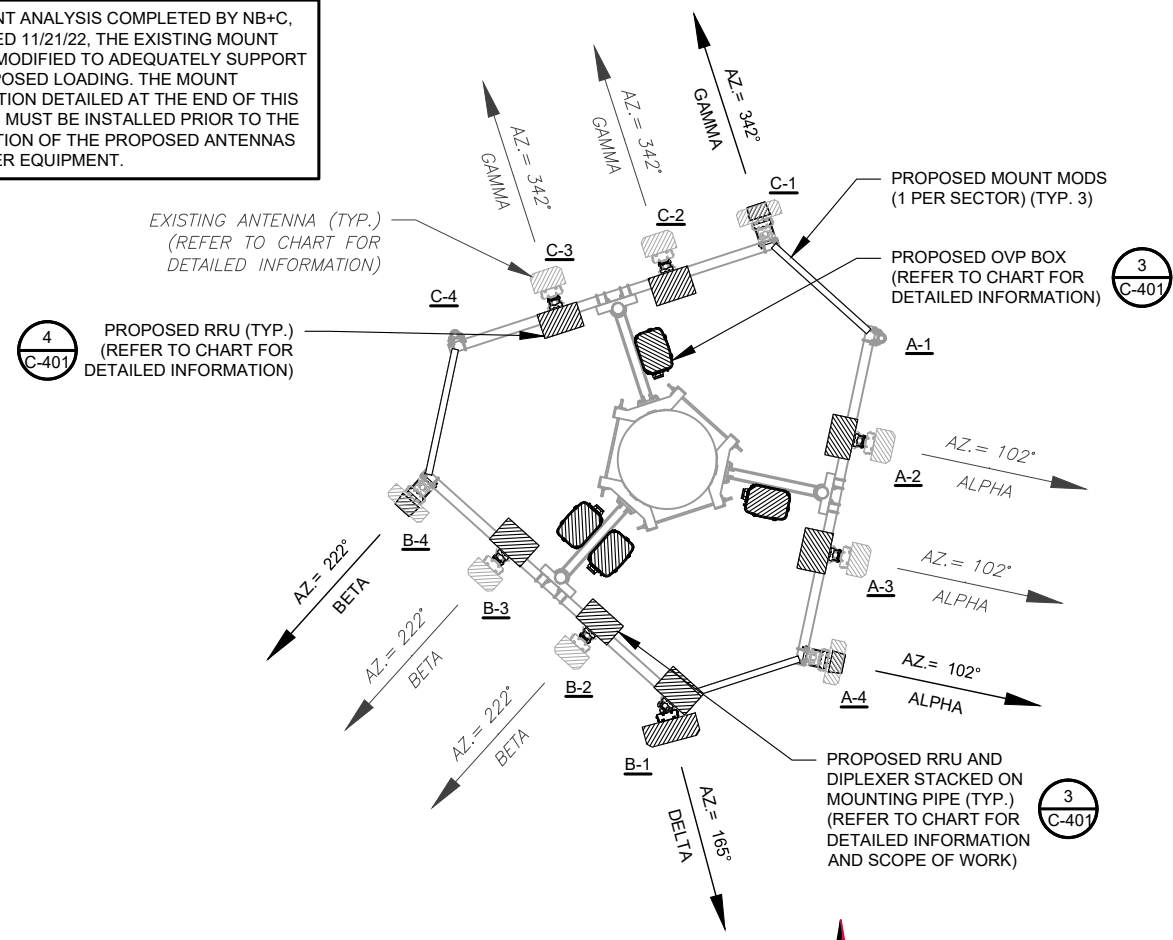 NT ANALYSIS COMPLETED BY NB+C,
ED 11/21/22, THE EXISTING MOUNT
MODIFIED TO ADEQUATELY SUPPORT
POSED LOADING. THE MOUNT
TION DETAILED AT THE END OF THIS
MUST BE INSTALLED PRIOR TO THE
TION OF THE PROPOSED ANTENNAS
ER EQUIPMENT.
AZ.= 342°
GAMMA
AZ.= 342°
GAMMA
AZ.= 342°
GAMMA
EXISTING ANTENNA (TYP.)
(REFER TO CHART FOR
DETAILED INFORMATION)
C-1
C-2
C-3
C-4
PROPOSED MOUNT MODS
(1 PER SECTOR) (TYP. 3)
PROPOSED OVP BOX
(REFER TO CHART FOR
DETAILED INFORMATION)
3
C-401
4
C-401
PROPOSED RRU (TYP.)
(REFER TO CHART FOR
DETAILED INFORMATION)
A-1
A-2
AZ.= 102°
ALPHA
A-3
AZ.= 102°
ALPHA
A-4
AZ.= 102°
ALPHA
B-4
AZ.= 222°
BETA
B-3
AZ.= 222°
BETA
B-2
AZ.= 222°
BETA
B-1
AZ.= 165°
DELTA
PROPOSED RRU AND
DIPLEXER STACKED ON
MOUNTING PIPE (TYP.)
(REFER TO CHART FOR
DETAILED INFORMATION
AND SCOPE OF WORK)
3
C-401